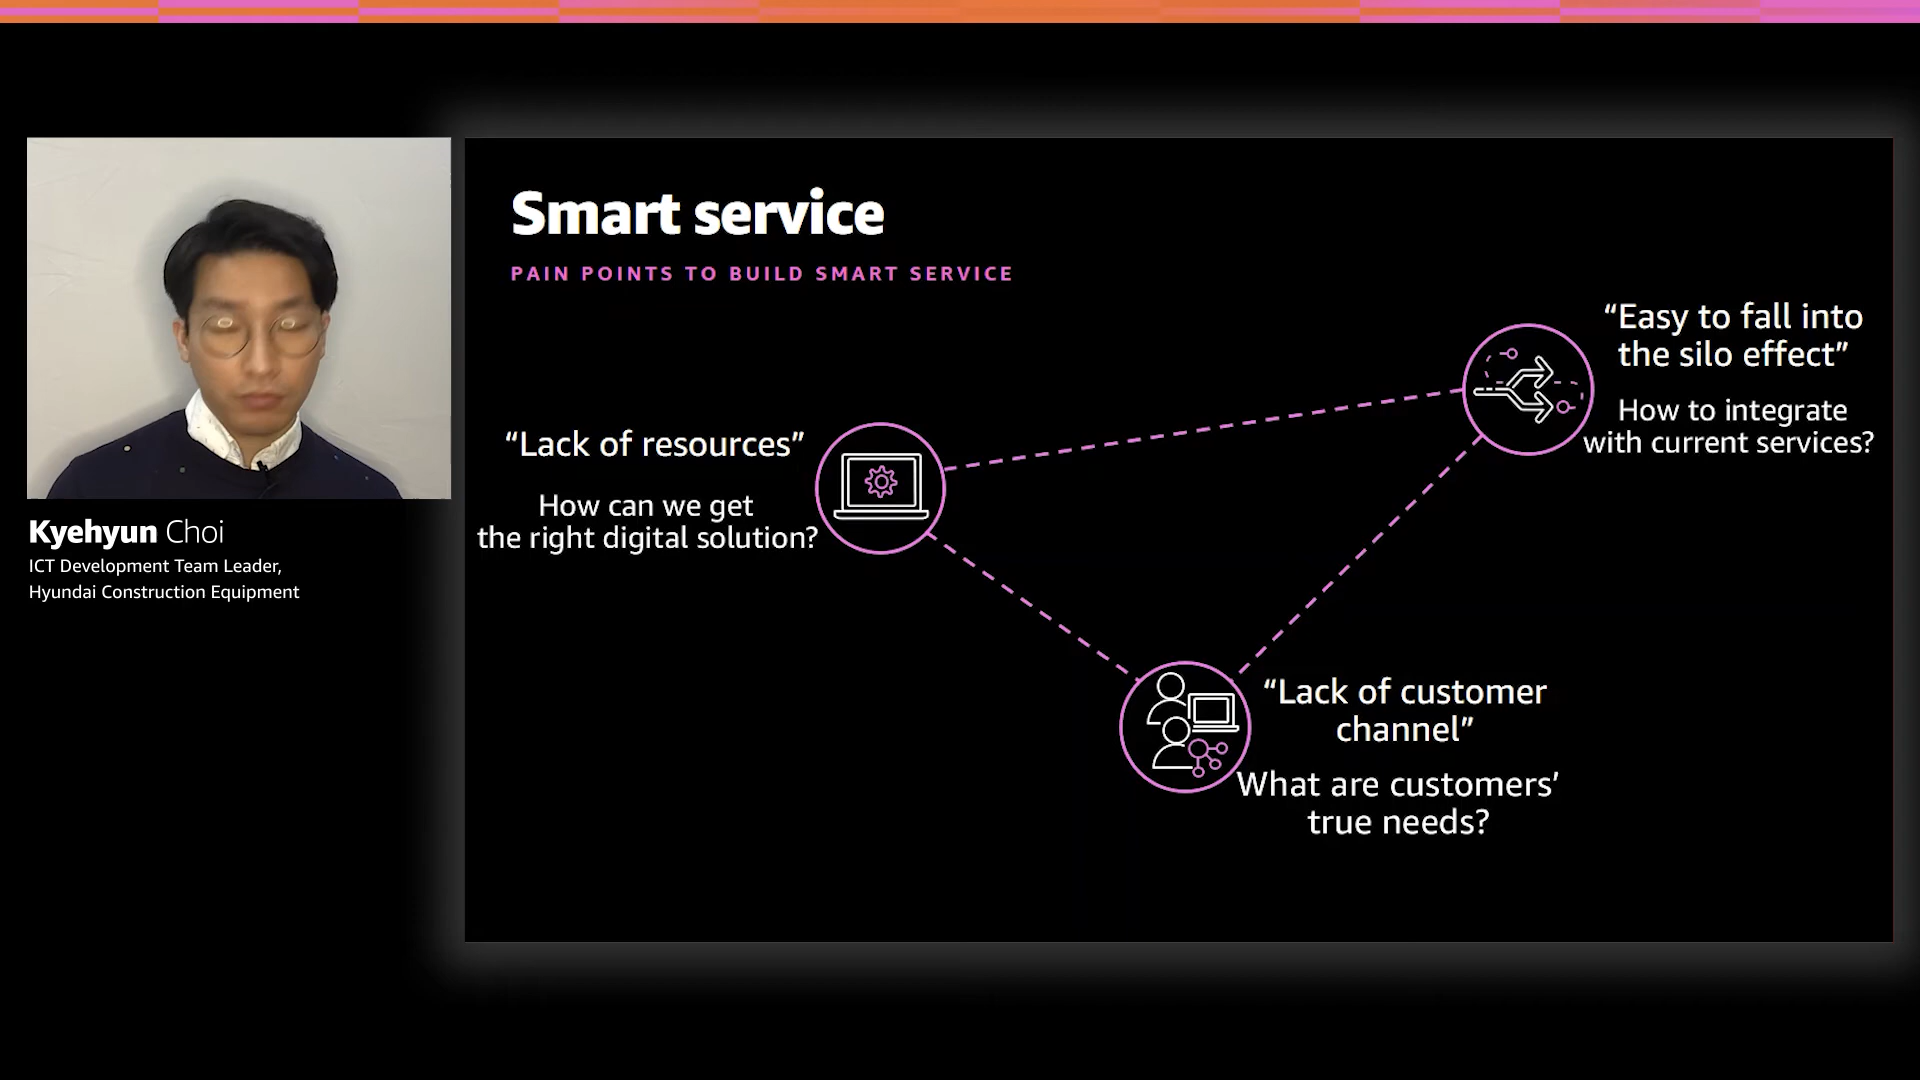 Smart service
PAIN POINTS TO BUILD SMART SERVICE
“Easy to fall into
the silo effect”
How to integrate
with current services?
“Lack of resources”
How can we get
the right digital solution?
“Lack of customer
channel”
What are customers’
true needs?
Kyehyun Choi
ICT Development Team Leader,
Hyundai Construction Equipment